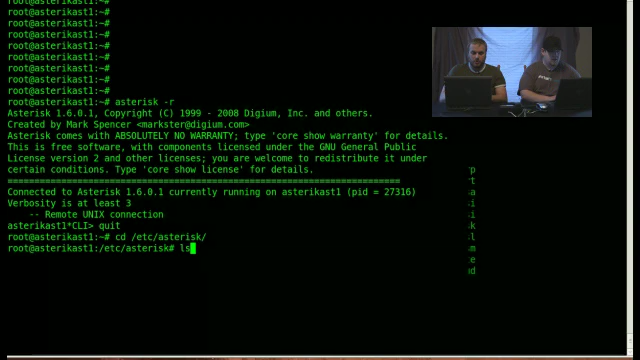 root@asterikast1:~#
root@asterikast1:~#
root@asterikast1:~#
root@asterikast1:~#
root@asterikast1:~#
root@asterikast1:~#
root@asterikast1:~#
root@asterikast1:~#
root@asterikast1:~#
root@asterikast1:~# asterisk -r
Asterisk 1.6.0.1, Copyright (C) 1999 - 2008 Digium, Inc. and others.
Created by Mark Spencer <markster@digium.com>
Asterisk comes with ABSOLUTELY NO WARRANTY; type 'core show warranty' for details.
This is free software, with components licensed under the GNU General Public
License version 2 and other licenses; you are welcome to redistribute it under
certain conditions. Type 'core show license' for details.
=========================================================================
Connected to Asterisk 1.6.0.1 currently running on asterikast1 (pid = 27316)
Verbosity is at least 3
-- Remote UNIX connection
asterikast1*CLI> quit
root@asterikast1:~# cd /etc/asterisk/
root@asterikast1:/etc/asterisk# ls